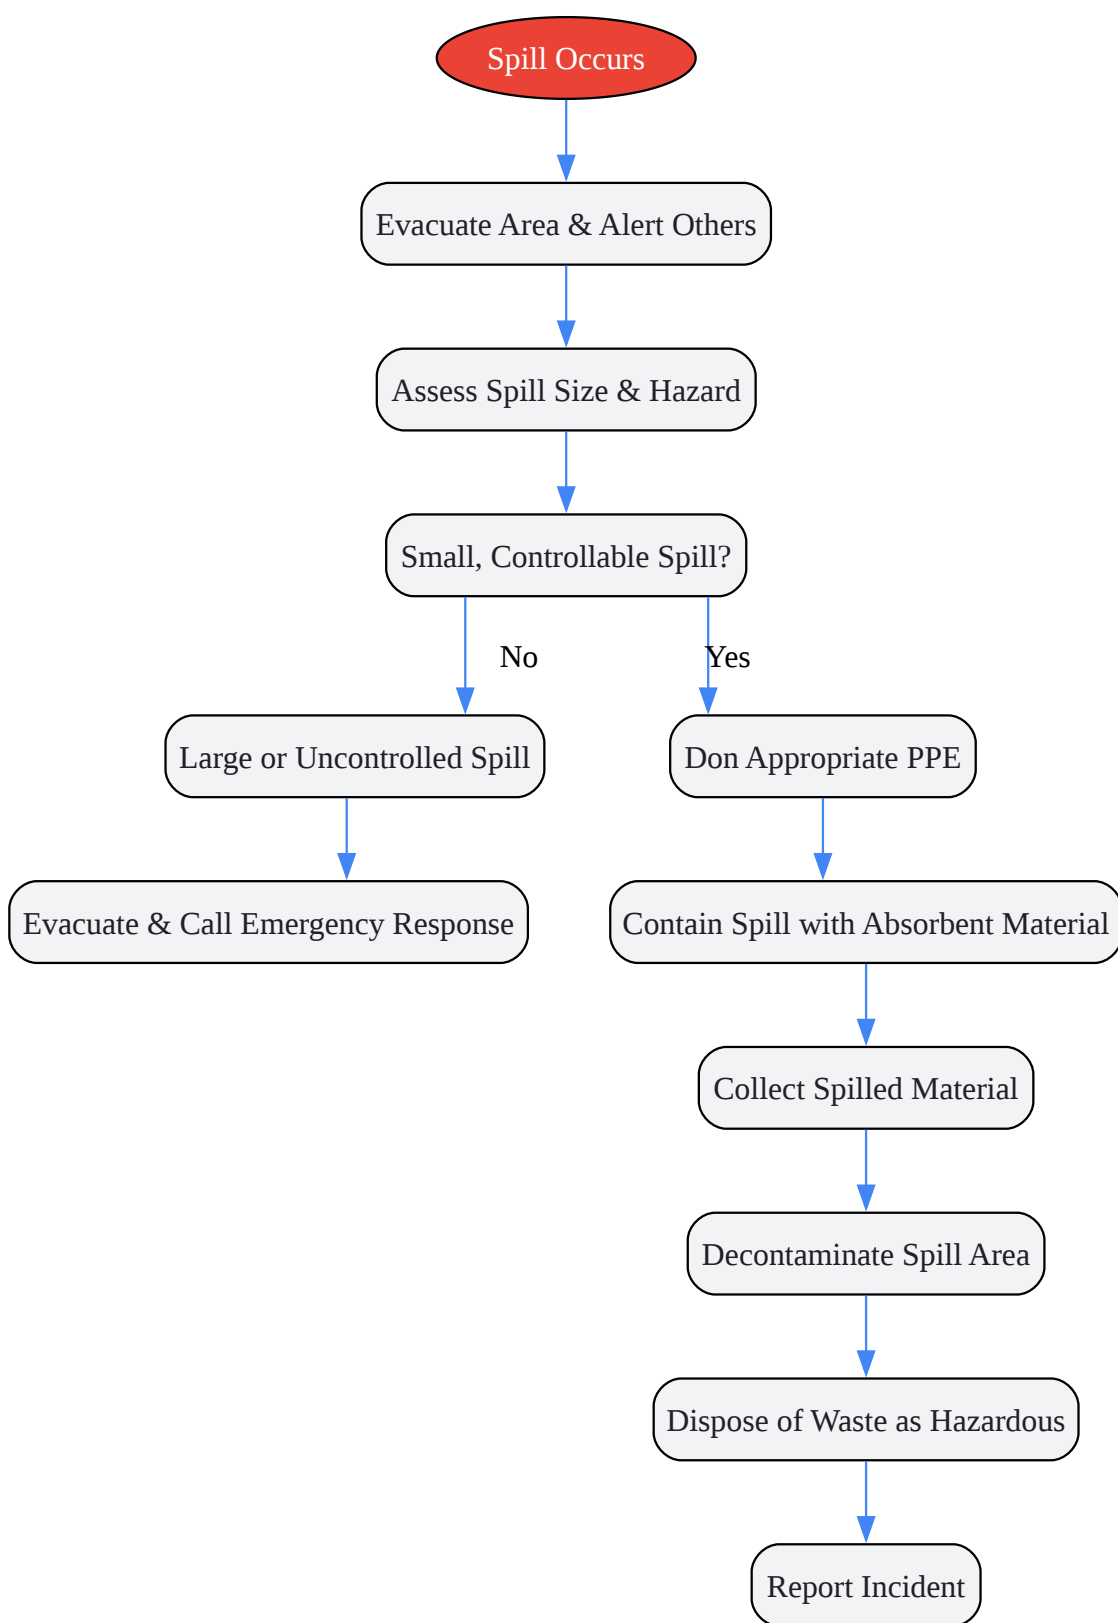 Spill Occurs
Evacuate Area & Alert Others
Assess Spill Size & Hazard
Small, Controllable Spill?
No
Yes
Large or Uncontrolled Spill
Don Appropriate PPE
Evacuate & Call Emergency Response
Contain Spill with Absorbent Material
Collect Spilled Material
Decontaminate Spill Area
Dispose of Waste as Hazardous
Report Incident